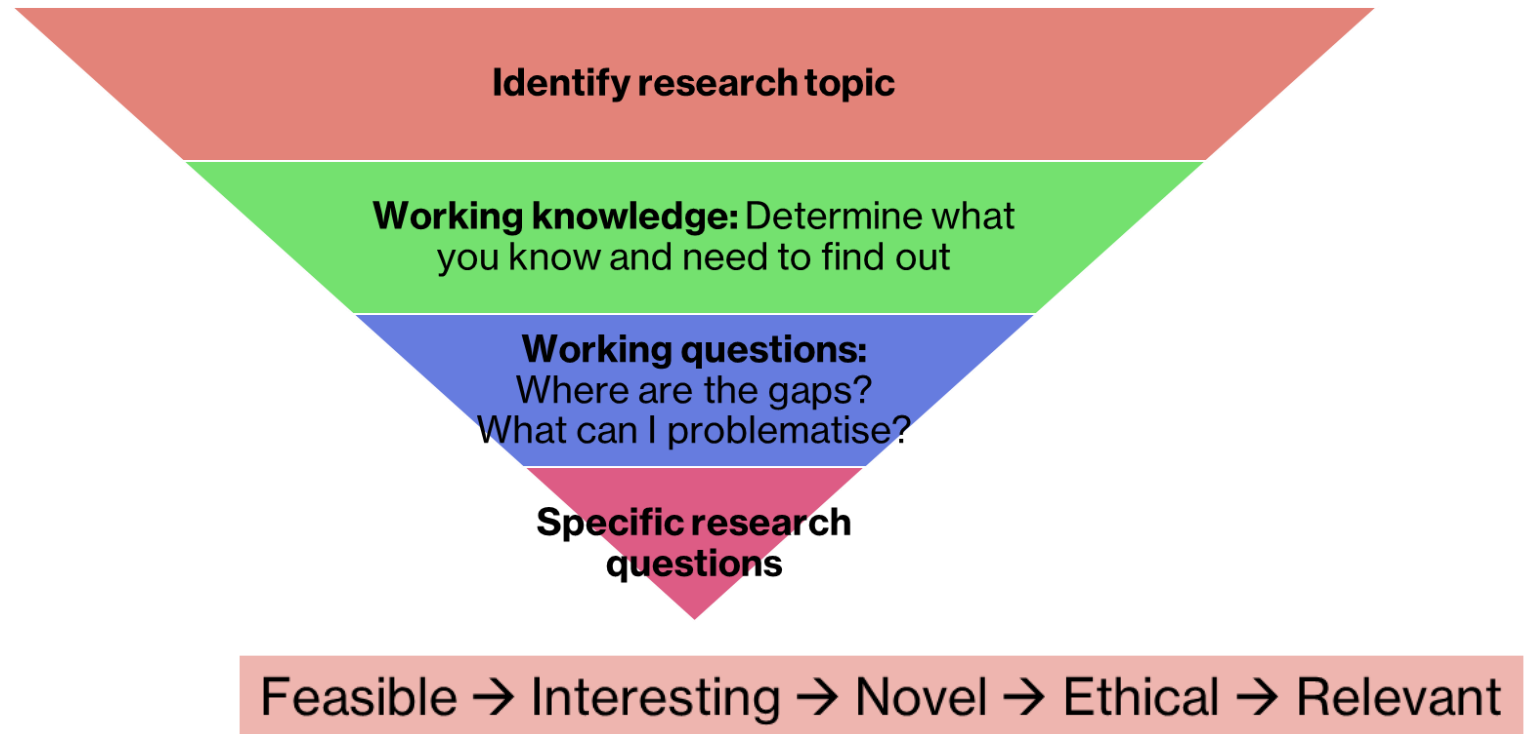 Identify research topic
Working knowledge: Determine what
you know and need to find out
Working questions:
Where are the gaps?
What can I problematise?
Specific research
questions
Feasible → Interesting → Novel → Ethical → Relevant